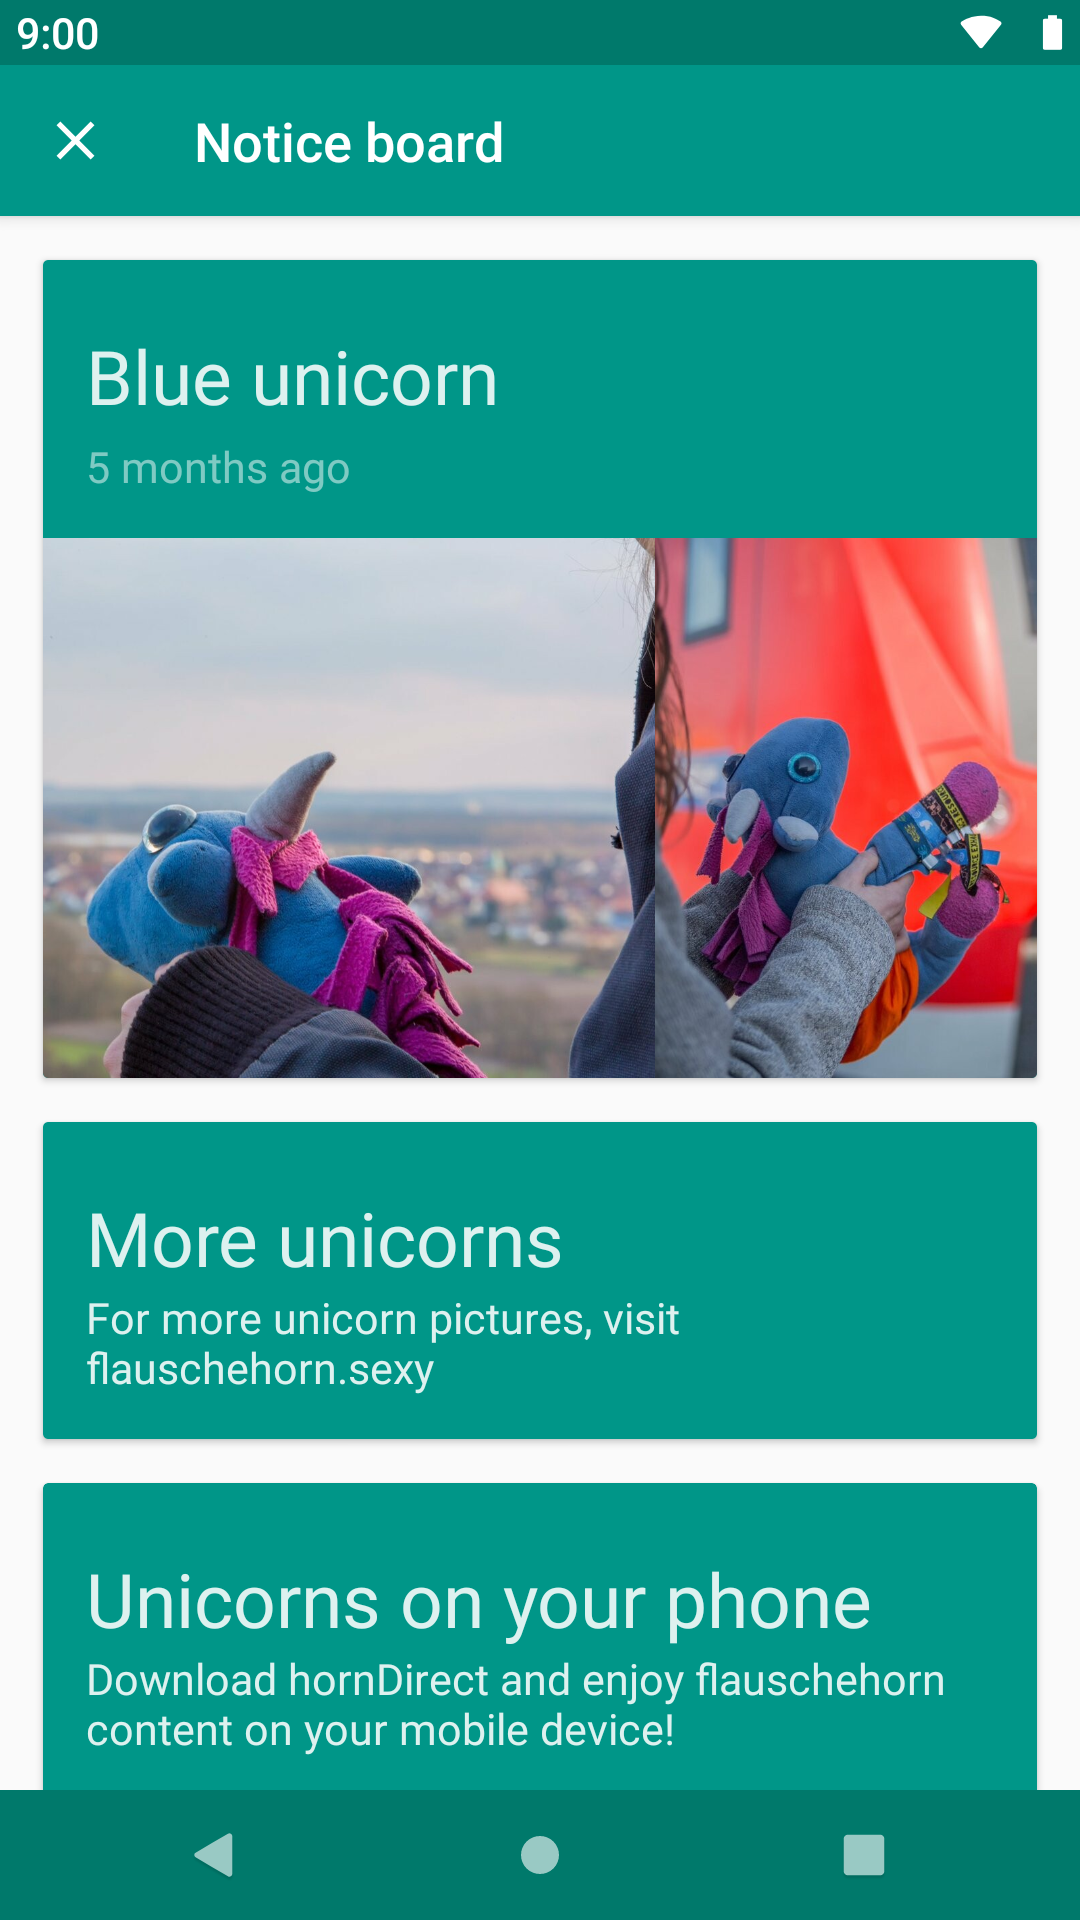 9:00
Notice board
Blue unicorn
5 months ago
More unicorns
For more unicorn pictures, visit
flauschehorn.sexy
Unicorns on your phone
Download hornDirect and enjoy flauschehorn
content on your mobile device!